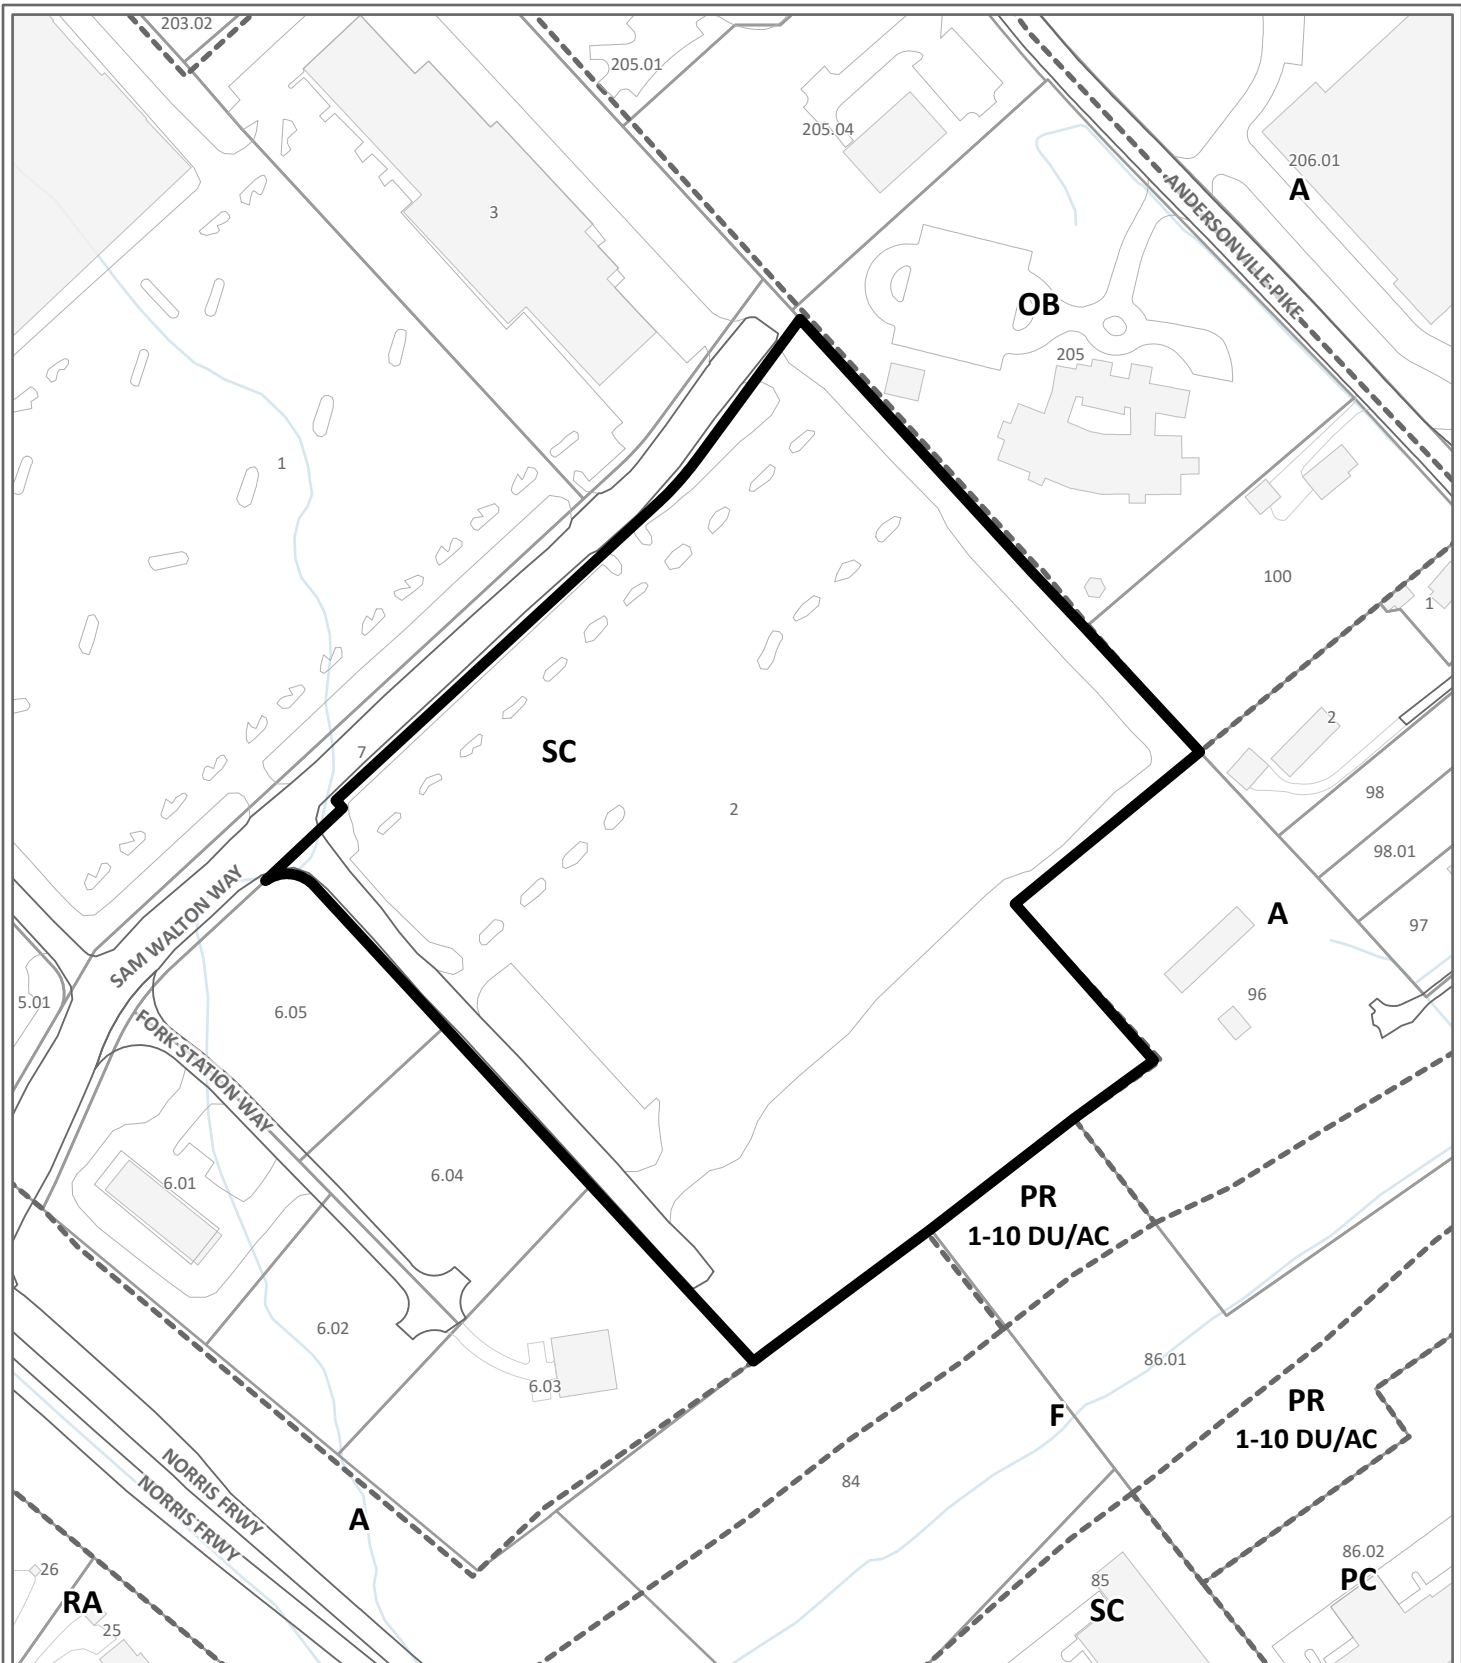 203.02
205.01
205.04
206.01
A
ANDERSONVILLE PIKE
3
OB
205
1
100
1
7
SC
2
2
98
98.01
SAM WALTON WAY
A
97
96
5.01
6.05
FORK STATION WAY
6.01
6.04
PR
1-10 DU/AC
6.02
86.01
6.03
F
PR
1-10 DU/AC
84
NORRIS FRWY
NORRIS FRWY
A
86.02
PC
26
RA
85
SC
25